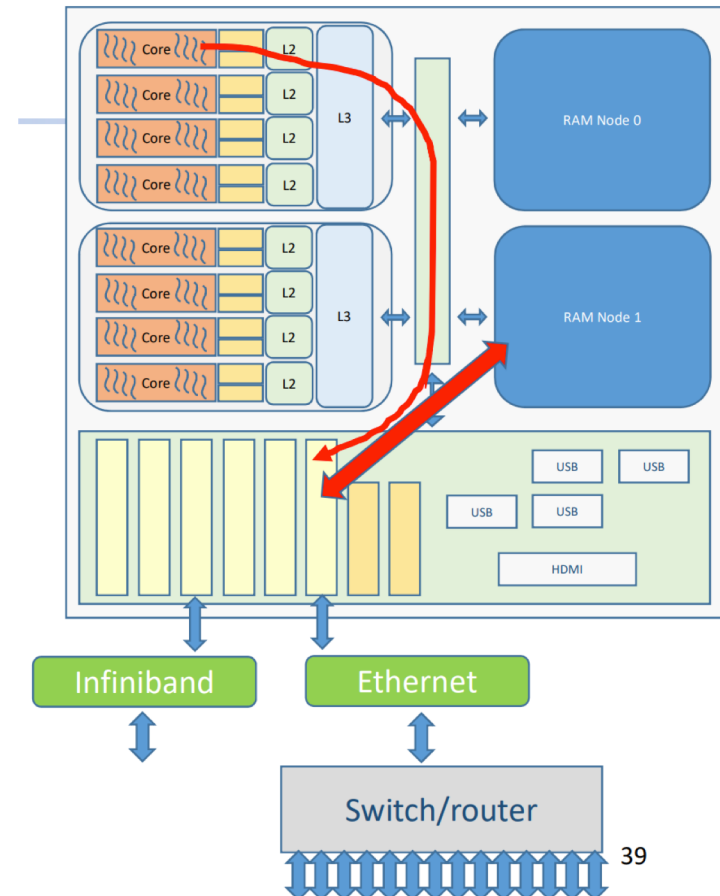 Core
L2
Core
L2
Core
L2
Core
L2
L3
RAM Node 0
Core
L2
Core
L2
Core
L2
Core
L2
L3
RAM Node 1
USB
USB
USB
USB
HDMI
Infiniband
Ethernet
Switch/router
39